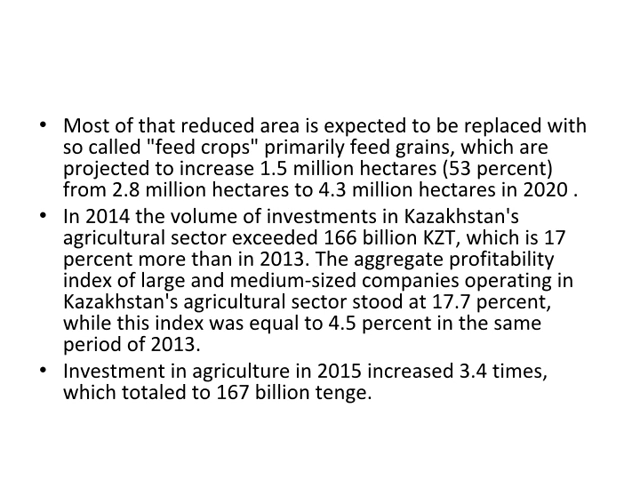 • Most of that reduced area is expected to be replaced with
so called "feed crops" primarily feed grains, which are
projected to increase 1.5 million hectares (53 percent)
from 2.8 million hectares to 4.3 million hectares in 2020 .
• In 2014 the volume of investments in Kazakhstan's
agricultural sector exceeded 166 billion KZT, which is 17
percent more than in 2013. The aggregate profitability
index of large and medium-sized companies operating in
Kazakhstan's agricultural sector stood at 17.7 percent,
while this index was equal to 4.5 percent in the same
period of 2013.
• Investment in agriculture in 2015 increased 3.4 times,
which totaled to 167 billion tenge.